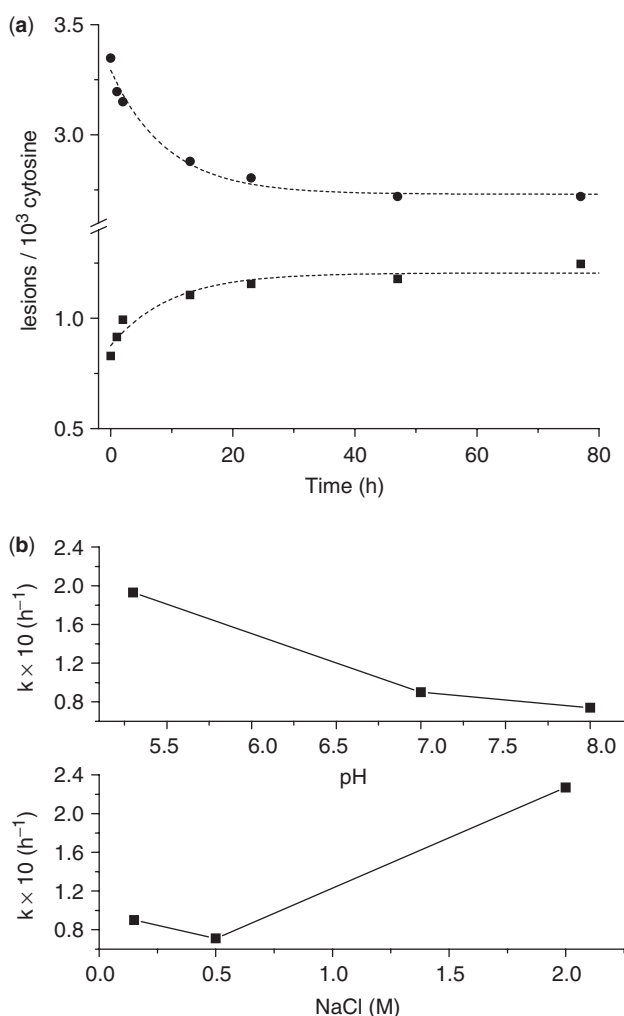 (a)
3.5
3.0
1.0
0.5
lesions / 10³ cytosine
0 20 40 60 80
Time (h)
(b)
2.4
2.0
1.6
1.2
0.8
k × 10 (h⁻¹)
5.5 6.0 6.5 7.0 7.5 8.0
pH
2.4
1.8
1.2
0.8
k × 10 (h⁻¹)
0.0 0.5 1.0 1.5 2.0
NaCl (M)